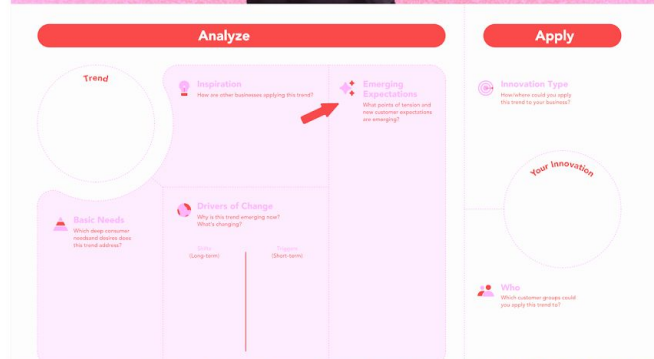 Analyze
Apply
Trend
Inspiration
How are other businesses applying this trend?
Emerging
Expectations
What points of tension and
new customer expectations
are emerging?
Basic Needs
Which deep consumer
needsand desires does
this trend address?
Drivers of Change
Why is this trend emerging now?
What's changing?
Shifts
(Long-term)
Triggers
(Short-term)
Innovation Type
How/where could you apply
this trend to your business?
Your Innovation
Who
Which customer groups could
you apply this trend to?